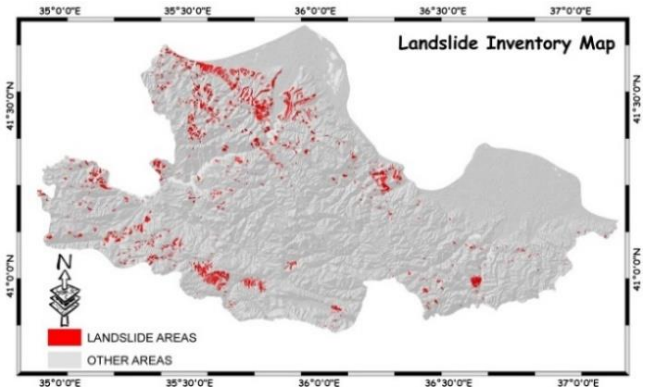 35°0'0"E 35°30'0"E 36°0'0"E 36°30'0"E 37°0'0"E
Landslide Inventory Map
41°30'0"N 41°30'0"N
41°0'0"N 41°0'0"N
N
LANDSLIDE AREAS
OTHER AREAS
35°0'0"E 35°30'0"E 36°0'0"E 36°30'0"E 37°0'0"E